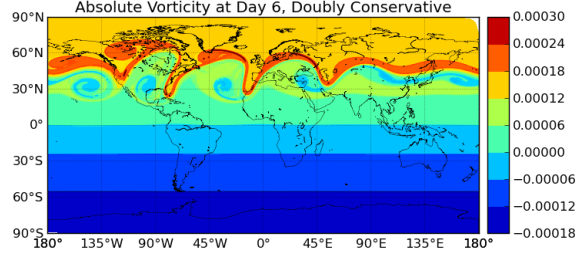 Absolute Vorticity at Day 6, Doubly Conservative
90°N
60°N
30°N
0°
30°S
60°S
90°S
180° 135°W 90°W 45°W 0° 45°E 90°E 135°E 180°
0.00030
0.00024
0.00018
0.00012
0.00006
0.00000
−0.00006
−0.00012
−0.00018